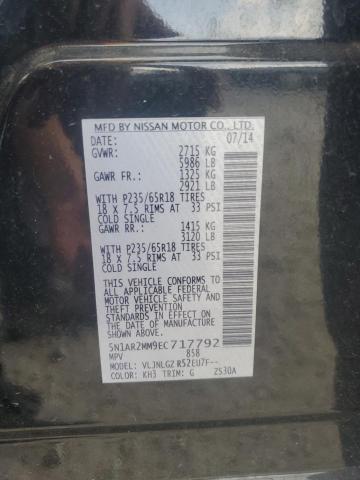 MFD BY NISSAN MOTOR CO., LTD.
DATE: 07/14
GVWR: 2715 KG
5986 LB
GAWR FR.: 1325 KG
2921 LB
WITH P235/65R18 TIRES
18 X 7.5 RIMS AT 33 PSI
COLD SINGLE
GAWR RR.: 1415 KG
3120 LB
WITH P235/65R18 TIRES
18 X 7.5 RIMS AT 33 PSI
COLD SINGLE
THIS VEHICLE CONFORMS TO
ALL APPLICABLE FEDERAL
MOTOR VEHICLE SAFETY
AND THEFT PREVENTION
STANDARDS IN EFFECT ON
THE DATE OF MANUFACTURE
SHOWN ABOVE.
5N1AR2MM9EC717792
MPV 858
MODEL: VLJNLGZ R52EU7F--
COLOR: KH3 TRIM: G ZS30A